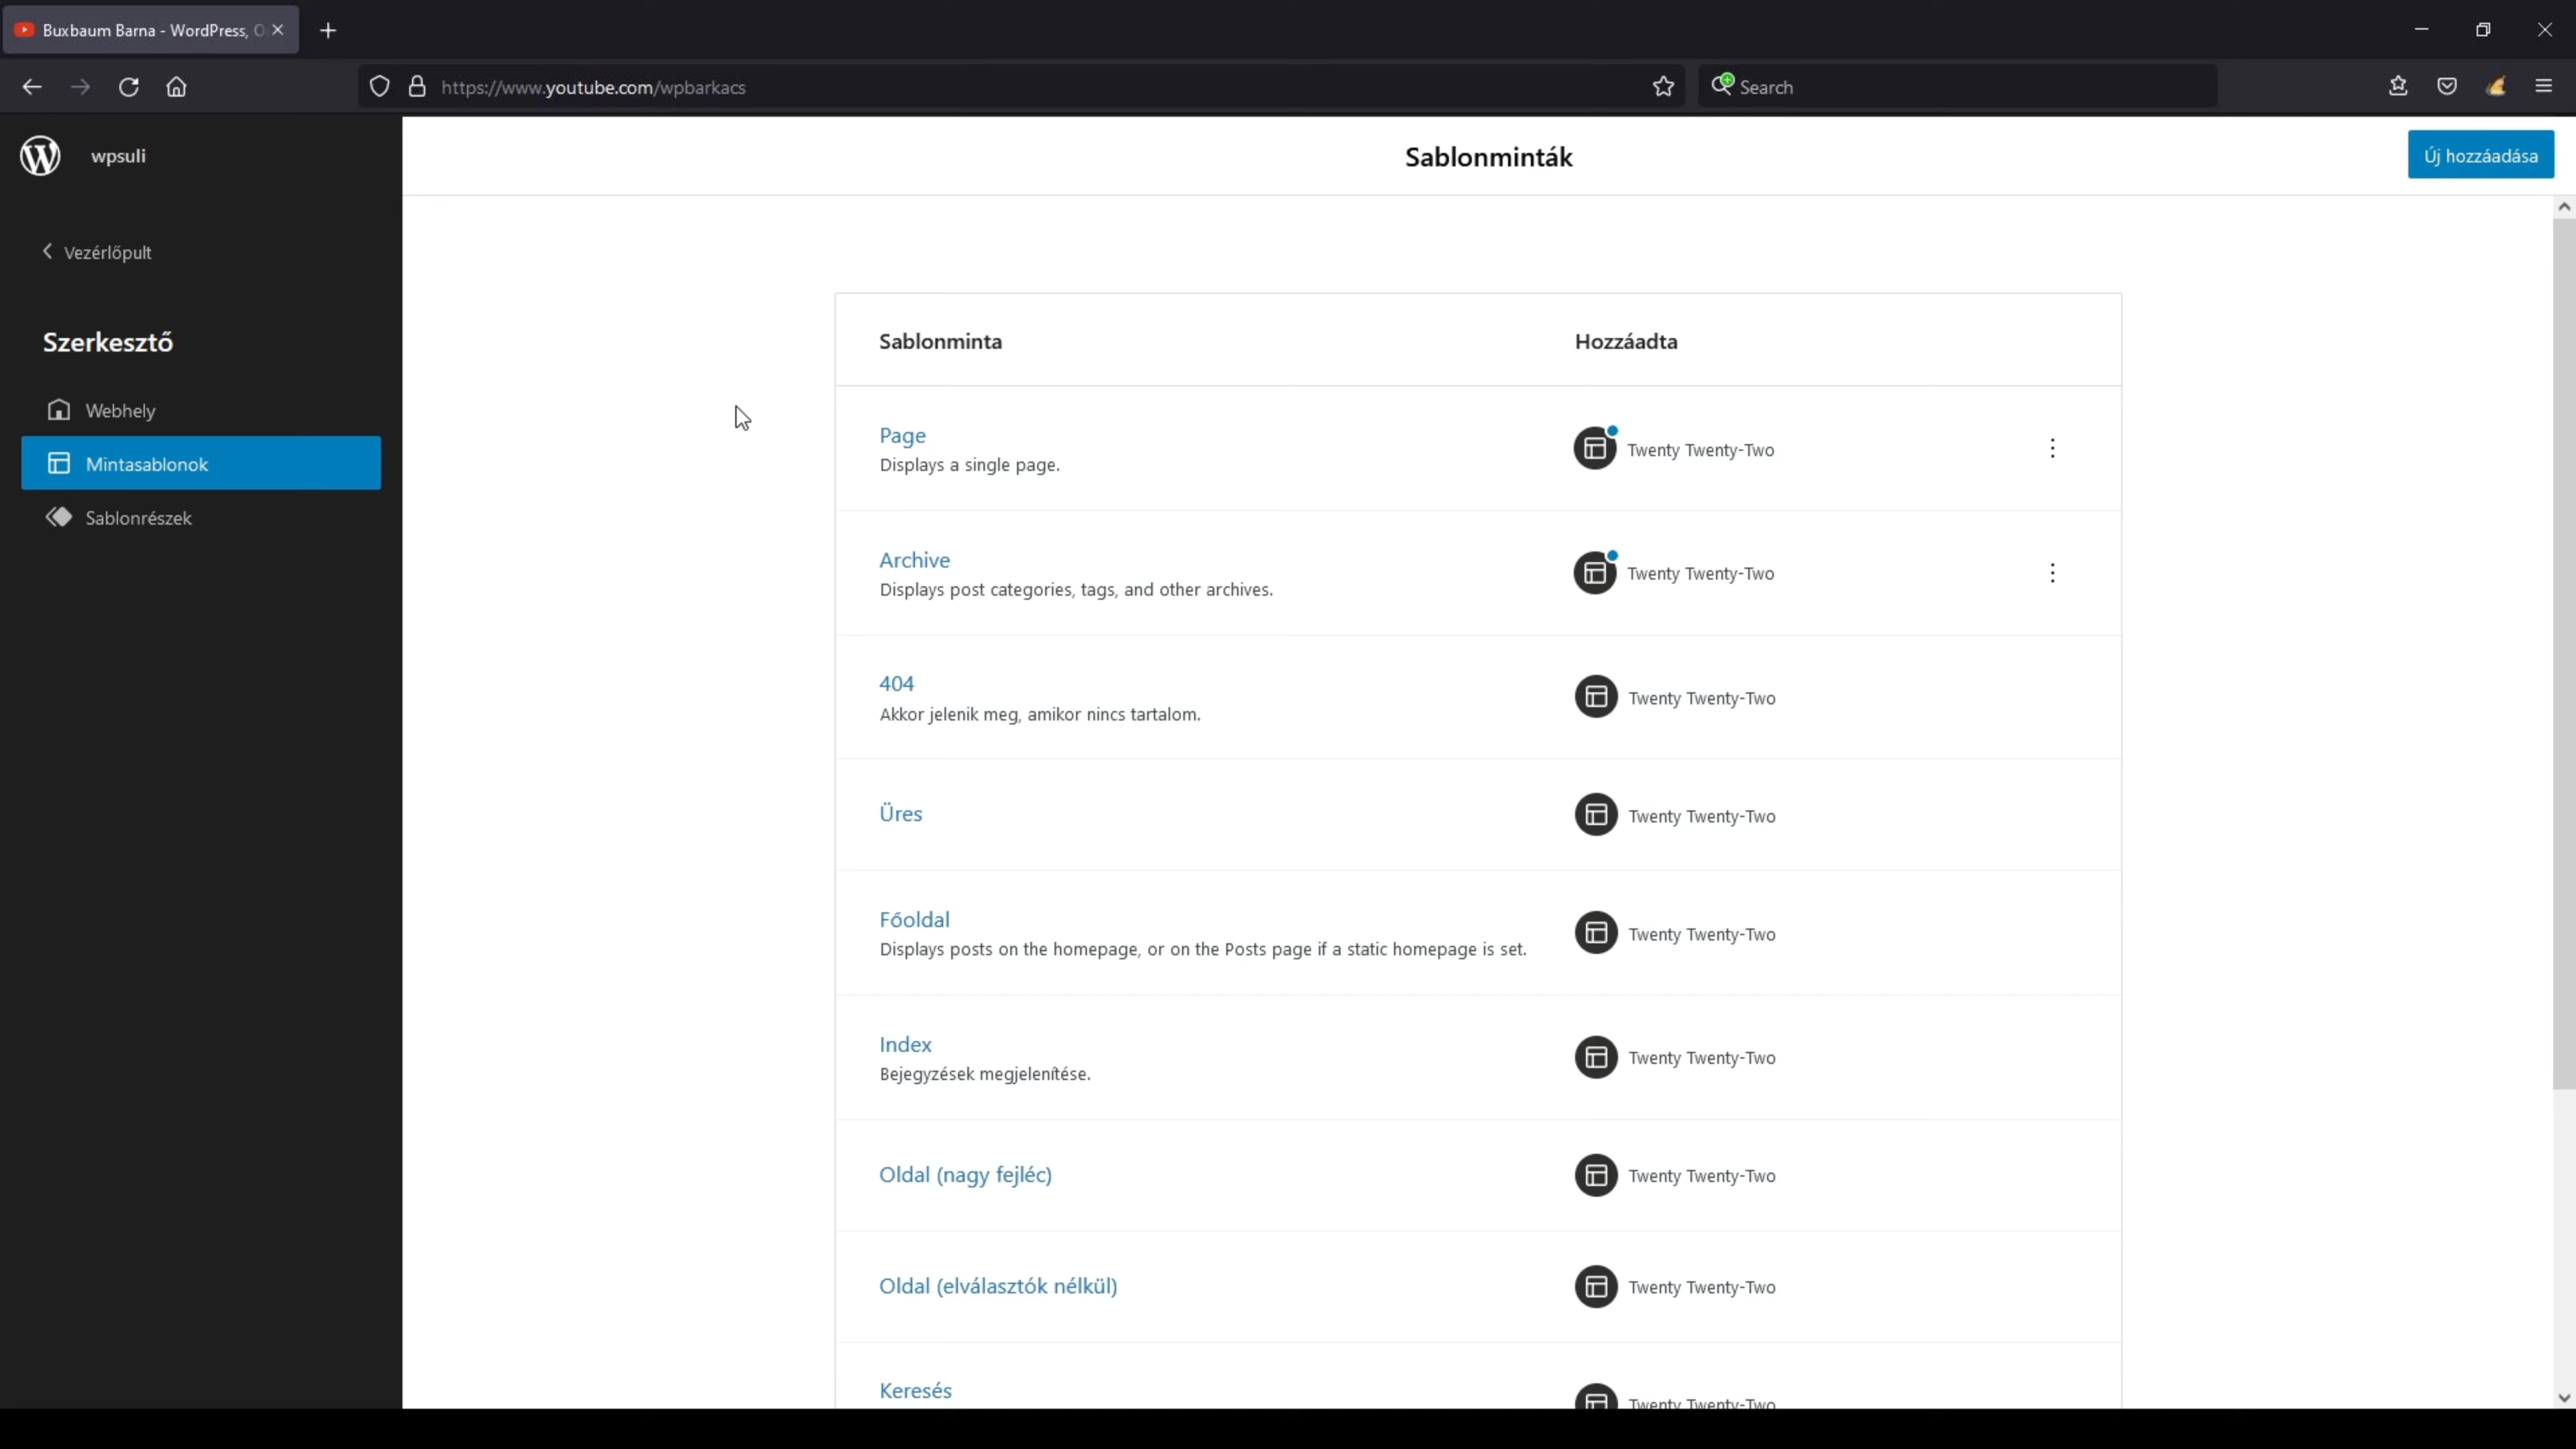 Buxbaum Barna - WordPress, O
https://www.youtube.com/wpbarkacs
Search
wpsuli
Sablonminták
Új hozzáadása
Vezérlőpult
Szerkesztő
Webhely
Mintasablonok
Sablonrészek
Sablonminta
Hozzáadta
Page
Displays a single page.
Twenty Twenty-Two
Archive
Displays post categories, tags, and other archives.
Twenty Twenty-Two
404
Akkor jelenik meg, amikor nincs tartalom.
Twenty Twenty-Two
Üres
Twenty Twenty-Two
Főoldal
Displays posts on the homepage, or on the Posts page if a static homepage is set.
Twenty Twenty-Two
Index
Bejegyzések megjelenítése.
Twenty Twenty-Two
Oldal (nagy fejléc)
Twenty Twenty-Two
Oldal (elválasztók nélkül)
Twenty Twenty-Two
Keresés
Twenty Twenty-Two